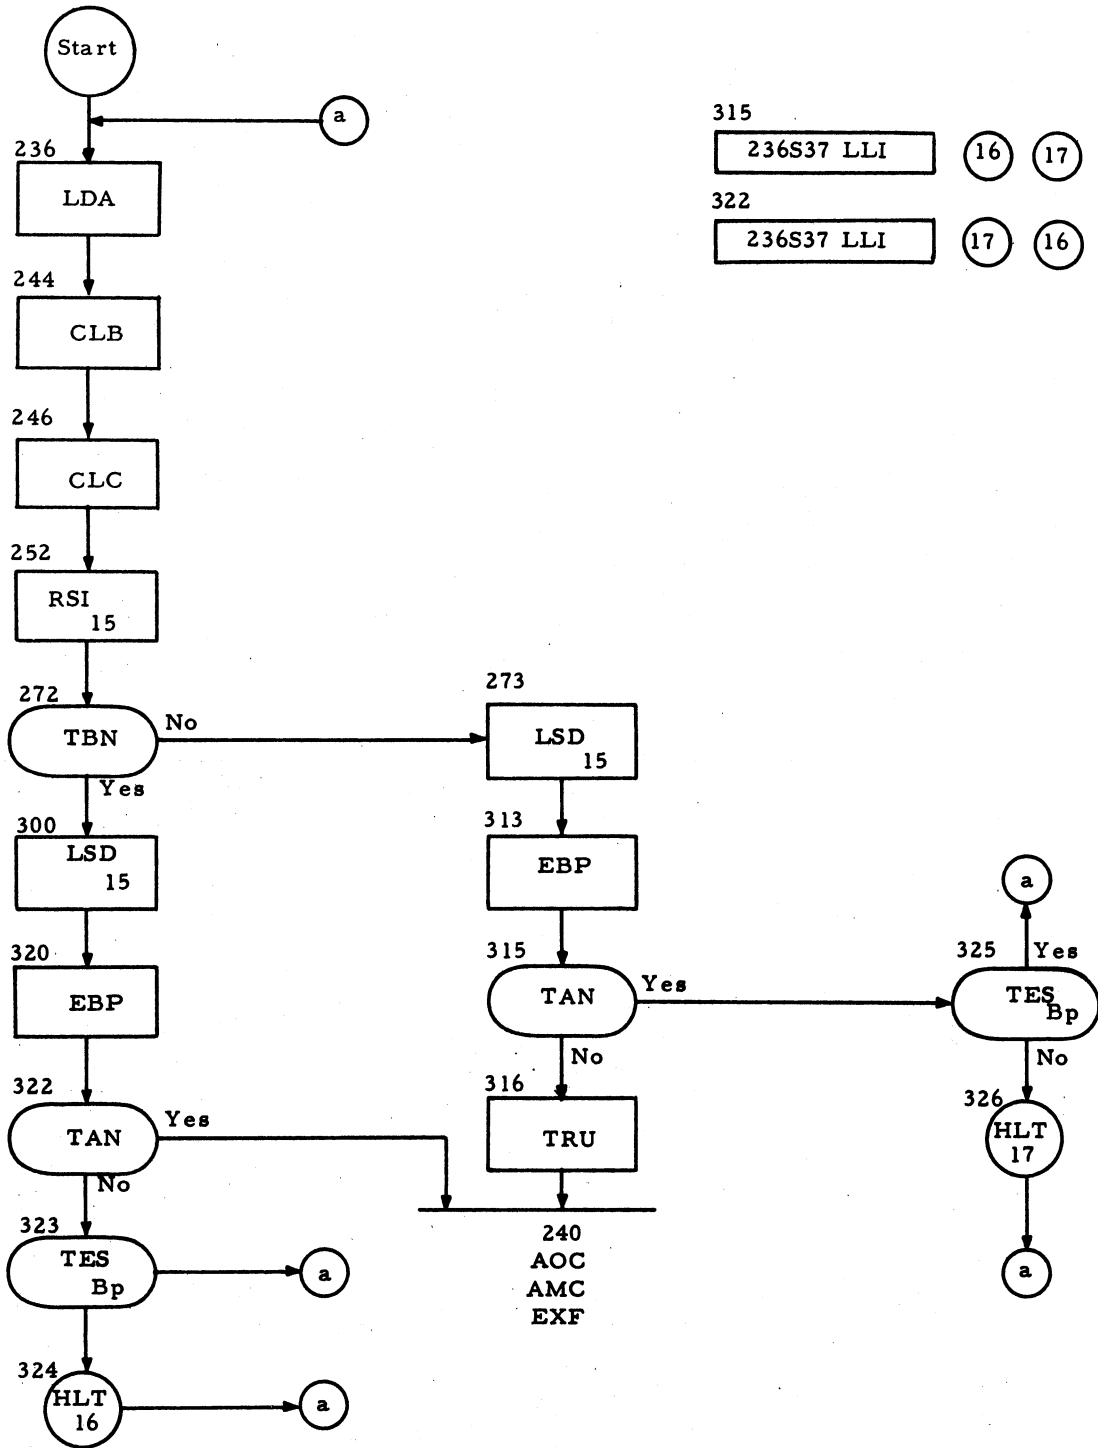 Start
a
315
236S37 LLI 16 17
322
236S37 LLI 17 16
236
LDA
244
CLB
246
CLC
252
RSI
15
272
TBN
No
Yes
273
LSD
15
300
LSD
15
313
EBP
320
EBP
315
TAN
Yes
No
a
325
Yes
TES
Bp
No
322
TAN
Yes
No
316
TRU
326
HLT
17
323
TES
Bp
a
240
AOC
AMC
EXF
a
324
HLT
16
a